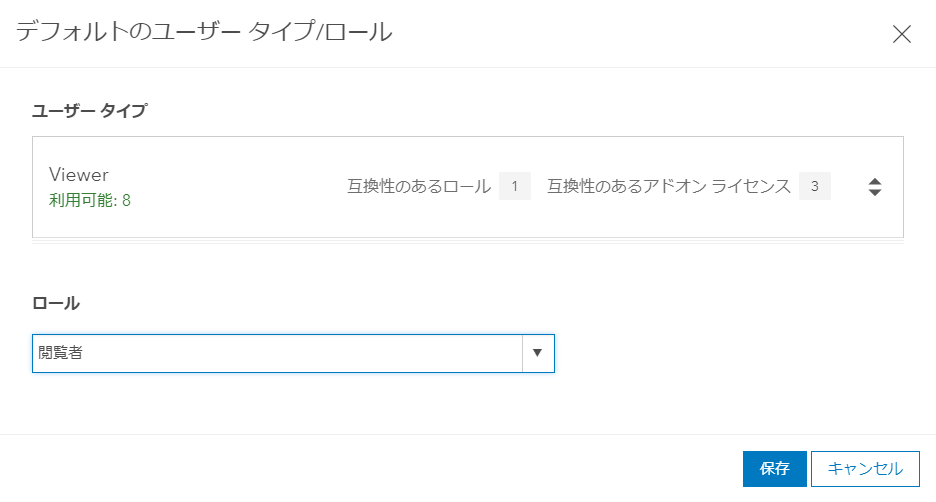 デフォルトのユーザー タイプ/ロール
ユーザー タイプ
Viewer
利用可能: 8
互換性のあるロール 1 互換性のあるアドオン ライセンス 3
ロール
閲覧者
保存 キャンセル